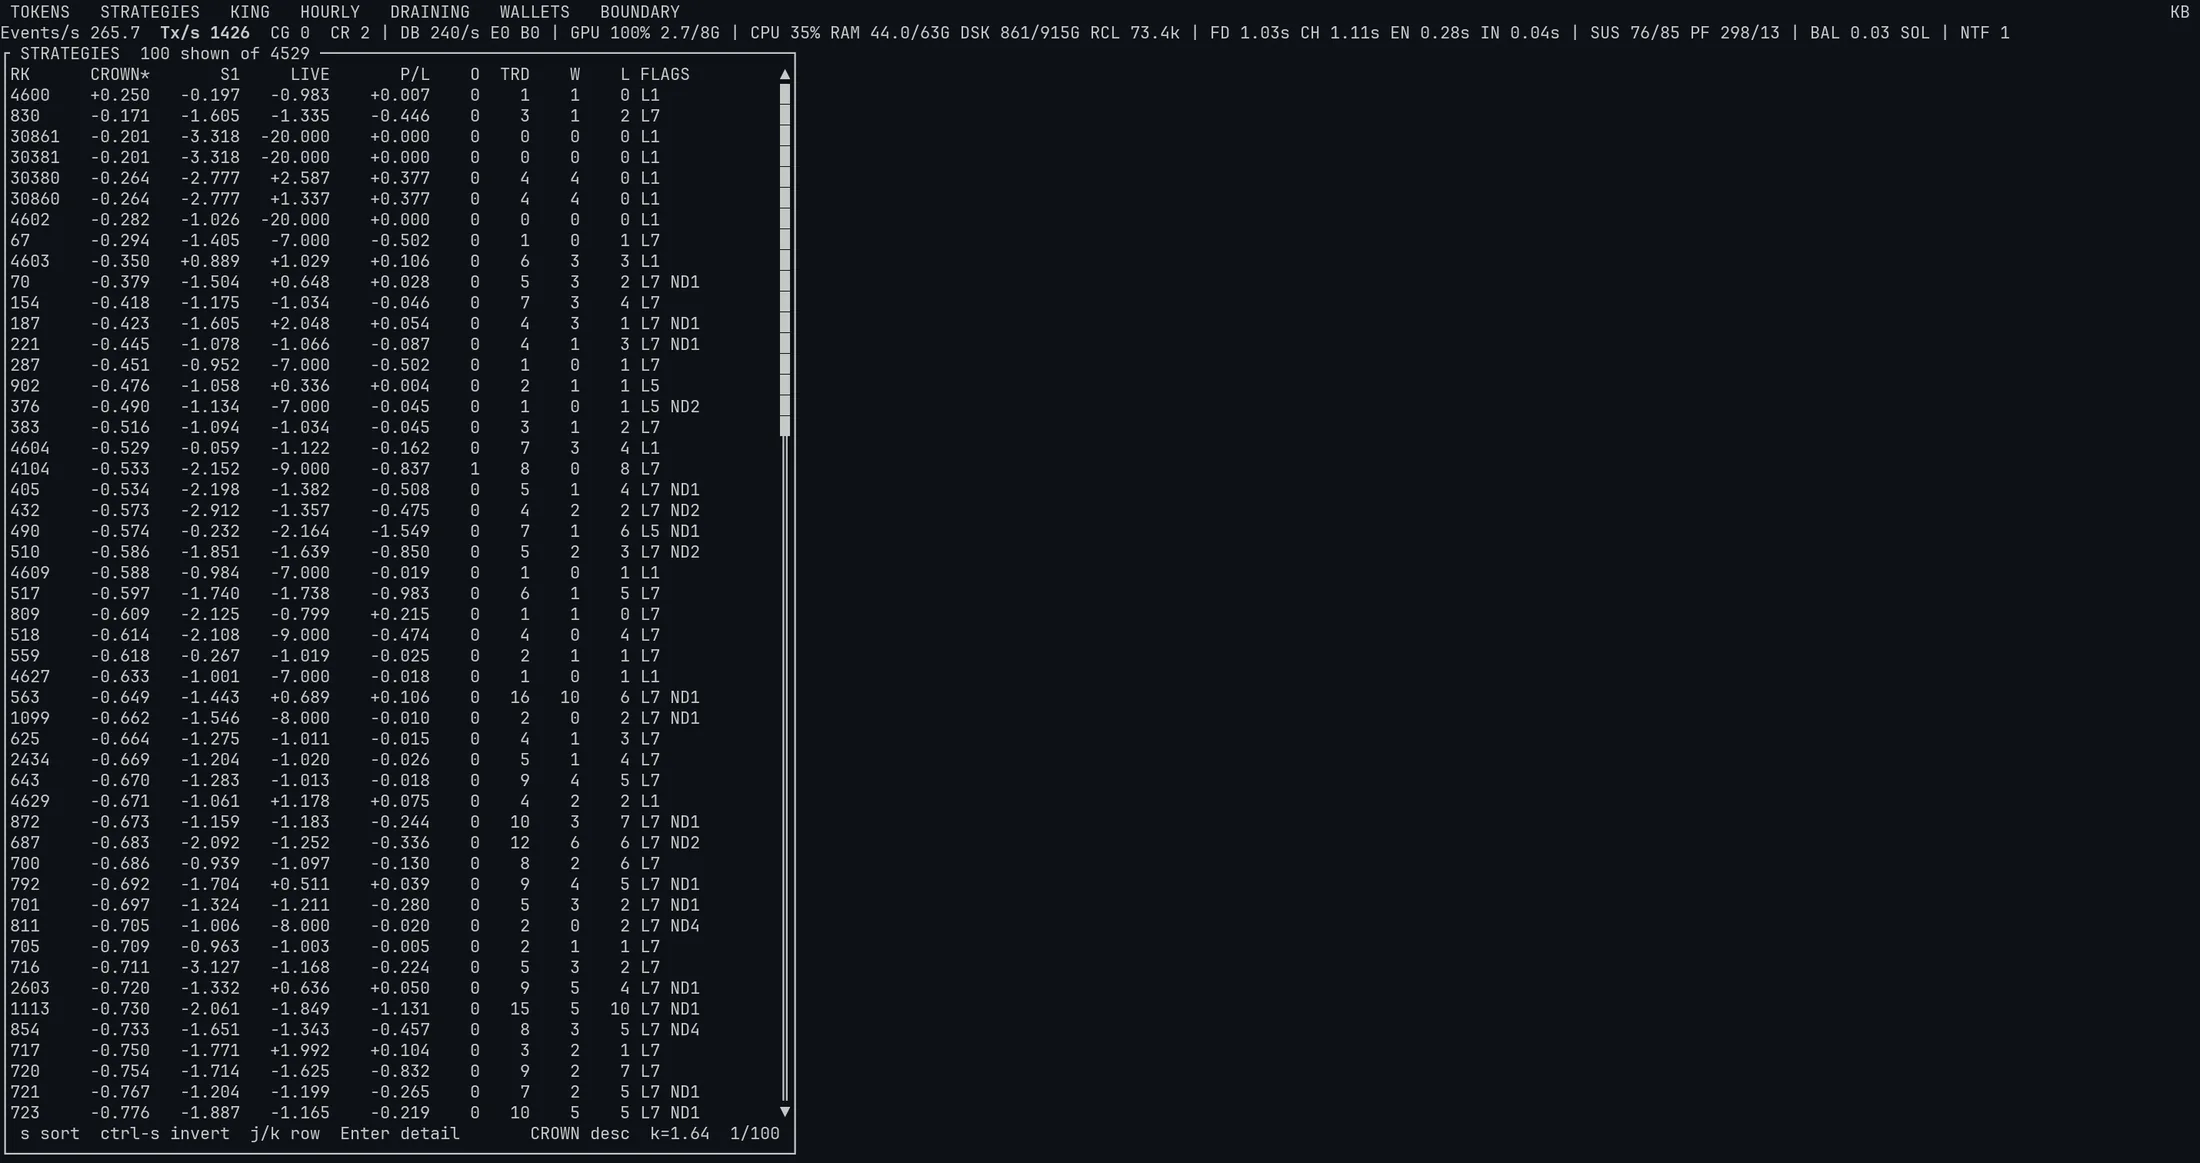 TOKENS STRATEGIES KING HOURLY DRAINING WALLETS BOUNDARY KB
Events/s 265.7 Tx/s 1426 CG 0 CR 2 | DB 240/s E0 B0 | GPU 100% 2.7/8G | CPU 35% RAM 44.0/63G DSK 861/915G RCL 73.4k | FD 1.03s CH 1.11s EN 0.28s IN 0.04s | SUS 76/85 PF 298/13 | BAL 0.03 SOL | NTF 1
STRATEGIES 100 shown of 4529
RK CROWN* S1 LIVE P/L O TRD W L FLAGS ▲
4600 +0.250 -0.197 -0.983 +0.007 0 1 1 0 L1
830 -0.171 -1.605 -1.335 -0.446 0 3 1 2 L7
30861 -0.201 -3.318 -20.000 +0.000 0 0 0 0 L1
30381 -0.201 -3.318 -20.000 +0.000 0 0 0 0 L1
30380 -0.264 -2.777 +2.587 +0.377 0 4 4 0 L1
30860 -0.264 -2.777 +1.337 +0.377 0 4 4 0 L1
4602 -0.282 -1.026 -20.000 +0.000 0 0 0 0 L1
67 -0.294 -1.405 -7.000 -0.502 0 1 0 1 L7
4603 -0.350 +0.889 +1.029 +0.106 0 6 3 3 L1
70 -0.379 -1.504 +0.648 +0.028 0 5 3 2 L7 ND1
154 -0.418 -1.175 -1.034 -0.046 0 7 3 4 L7
187 -0.423 -1.605 +2.048 +0.054 0 4 3 1 L7 ND1
221 -0.445 -1.078 -1.066 -0.087 0 4 1 3 L7 ND1
287 -0.451 -0.952 -7.000 -0.502 0 1 0 1 L7
902 -0.476 -1.058 +0.336 +0.004 0 2 1 1 L5
376 -0.490 -1.134 -7.000 -0.045 0 1 0 1 L5 ND2
383 -0.516 -1.094 -1.034 -0.045 0 3 1 2 L7
4604 -0.529 -0.059 -1.122 -0.162 0 7 3 4 L1
4104 -0.533 -2.152 -9.000 -0.837 1 8 0 8 L7
405 -0.534 -2.198 -1.382 -0.508 0 5 1 4 L7 ND1
432 -0.573 -2.912 -1.357 -0.475 0 4 2 2 L7 ND2
490 -0.574 -0.232 -2.164 -1.549 0 7 1 6 L5 ND1
510 -0.586 -1.851 -1.639 -0.850 0 5 2 3 L7 ND2
4609 -0.588 -0.984 -7.000 -0.019 0 1 0 1 L1
517 -0.597 -1.740 -1.738 -0.983 0 6 1 5 L7
809 -0.609 -2.125 -0.799 +0.215 0 1 1 0 L7
518 -0.614 -2.108 -9.000 -0.474 0 4 0 4 L7
559 -0.618 -0.267 -1.019 -0.025 0 2 1 1 L7
4627 -0.633 -1.001 -7.000 -0.018 0 1 0 1 L1
563 -0.649 -1.443 +0.689 +0.106 0 16 10 6 L7 ND1
1099 -0.662 -1.546 -8.000 -0.010 0 2 0 2 L7 ND1
625 -0.664 -1.275 -1.011 -0.015 0 4 1 3 L7
2434 -0.669 -1.204 -1.020 -0.026 0 5 1 4 L7
643 -0.670 -1.283 -1.013 -0.018 0 9 4 5 L7
4629 -0.671 -1.061 +1.178 +0.075 0 4 2 2 L1
872 -0.673 -1.159 -1.183 -0.244 0 10 3 7 L7 ND1
687 -0.683 -2.092 -1.252 -0.336 0 12 6 6 L7 ND2
700 -0.686 -0.939 -1.097 -0.130 0 8 2 6 L7
792 -0.692 -1.704 +0.511 +0.039 0 9 4 5 L7 ND1
701 -0.697 -1.324 -1.211 -0.280 0 5 3 2 L7 ND1
811 -0.705 -1.006 -8.000 -0.020 0 2 0 2 L7 ND4
705 -0.709 -0.963 -1.003 -0.005 0 2 1 1 L7
716 -0.711 -3.127 -1.168 -0.224 0 5 3 2 L7
2603 -0.720 -1.332 +0.636 +0.050 0 9 5 4 L7 ND1
1113 -0.730 -2.061 -1.849 -1.131 0 15 5 10 L7 ND1
854 -0.733 -1.651 -1.343 -0.457 0 8 3 5 L7 ND4
717 -0.750 -1.771 +1.992 +0.104 0 3 2 1 L7
720 -0.754 -1.714 -1.625 -0.832 0 9 2 7 L7
721 -0.767 -1.204 -1.199 -0.265 0 7 2 5 L7 ND1
723 -0.776 -1.887 -1.165 -0.219 0 10 5 5 L7 ND1 ▼
s sort ctrl-s invert j/k row Enter detail CROWN desc k=1.64 1/100